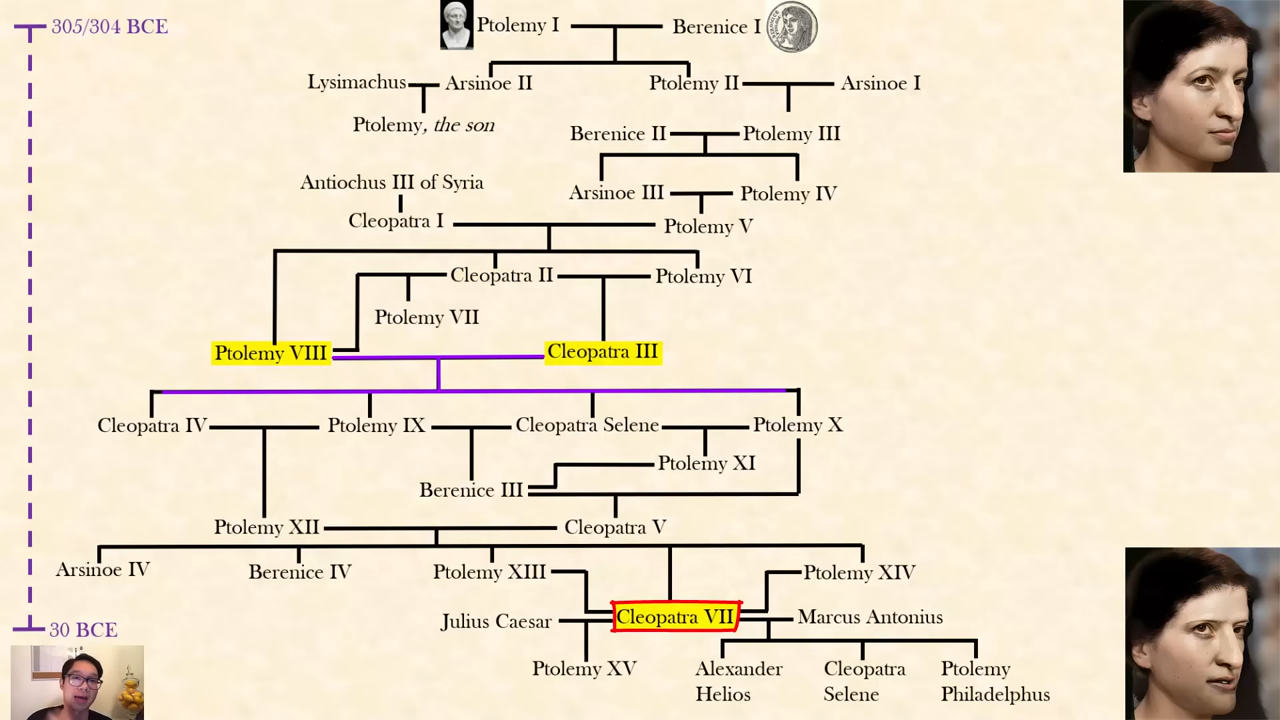 305/304 BCE
Ptolemy I
Berenice I
Lysimachus
Arsinoe II
Ptolemy II
Arsinoe I
Ptolemy, the son
Berenice II
Ptolemy III
Antiochus III of Syria
Arsinoe III
Ptolemy IV
Cleopatra I
Ptolemy V
Cleopatra II
Ptolemy VI
Ptolemy VII
Ptolemy VIII
Cleopatra III
Cleopatra IV
Ptolemy IX
Cleopatra Selene
Ptolemy X
Ptolemy XI
Berenice III
Ptolemy XII
Cleopatra V
Arsinoe IV
Berenice IV
Ptolemy XIII
Ptolemy XIV
Julius Caesar
Cleopatra VII
Marcus Antonius
30 BCE
Ptolemy XV
Alexander
Helios
Cleopatra
Selene
Ptolemy
Philadelphus